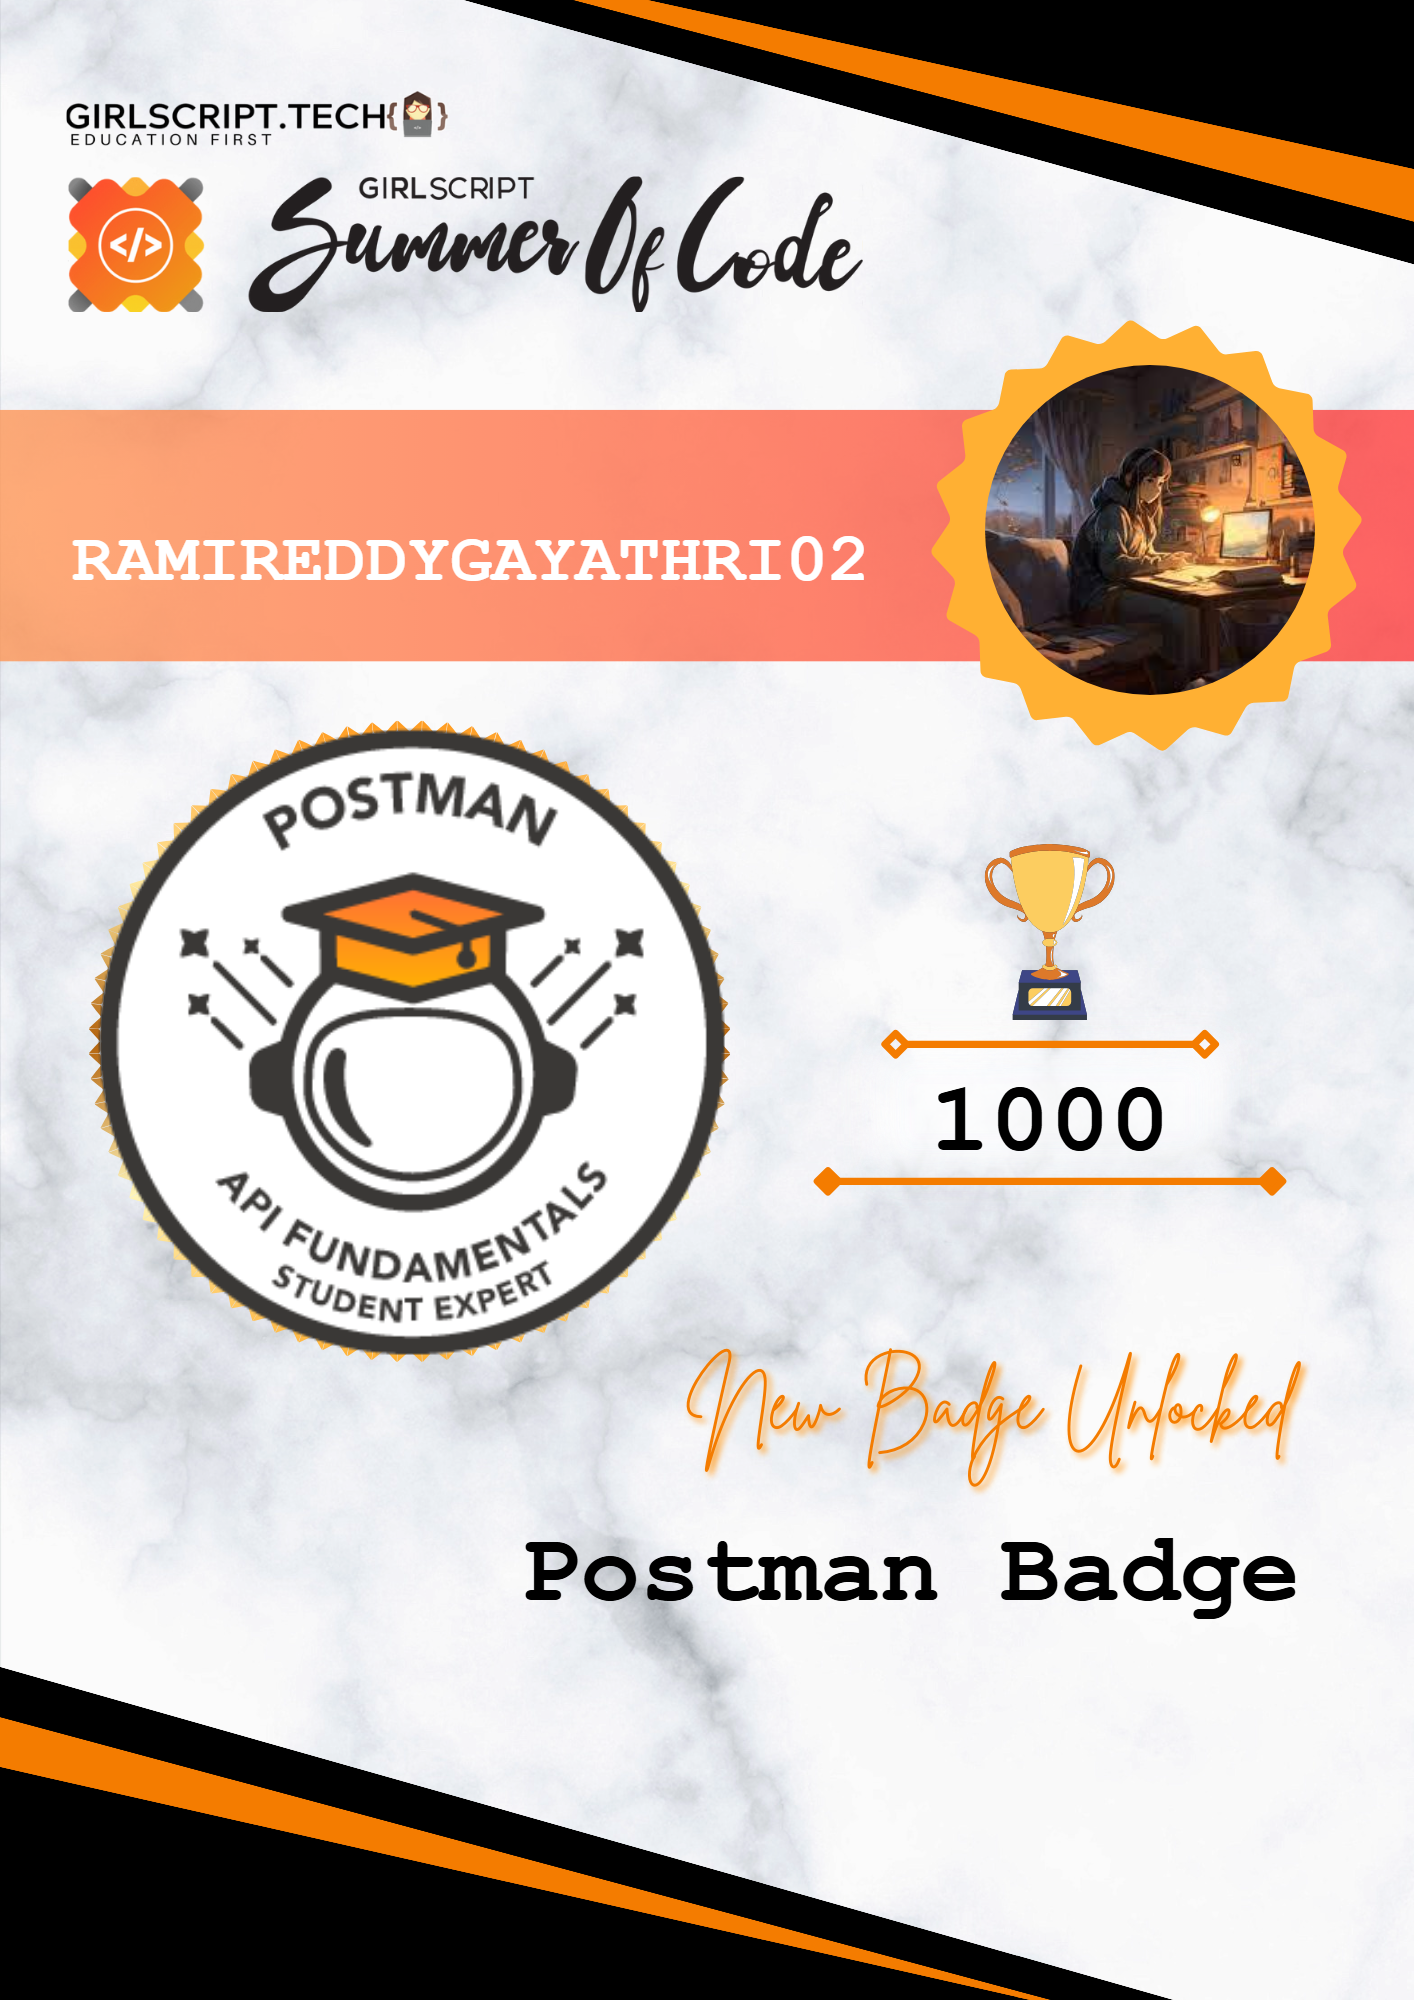 GIRLSCRIPT.TECH{ }
EDUCATION FIRST
GIRLSCRIPT
Summer Of Code
</>
RAMIREDDYGAYATHRI02
POSTMAN
API FUNDAMENTALS
STUDENT EXPERT
1000
New Badge Unlocked
Postman Badge